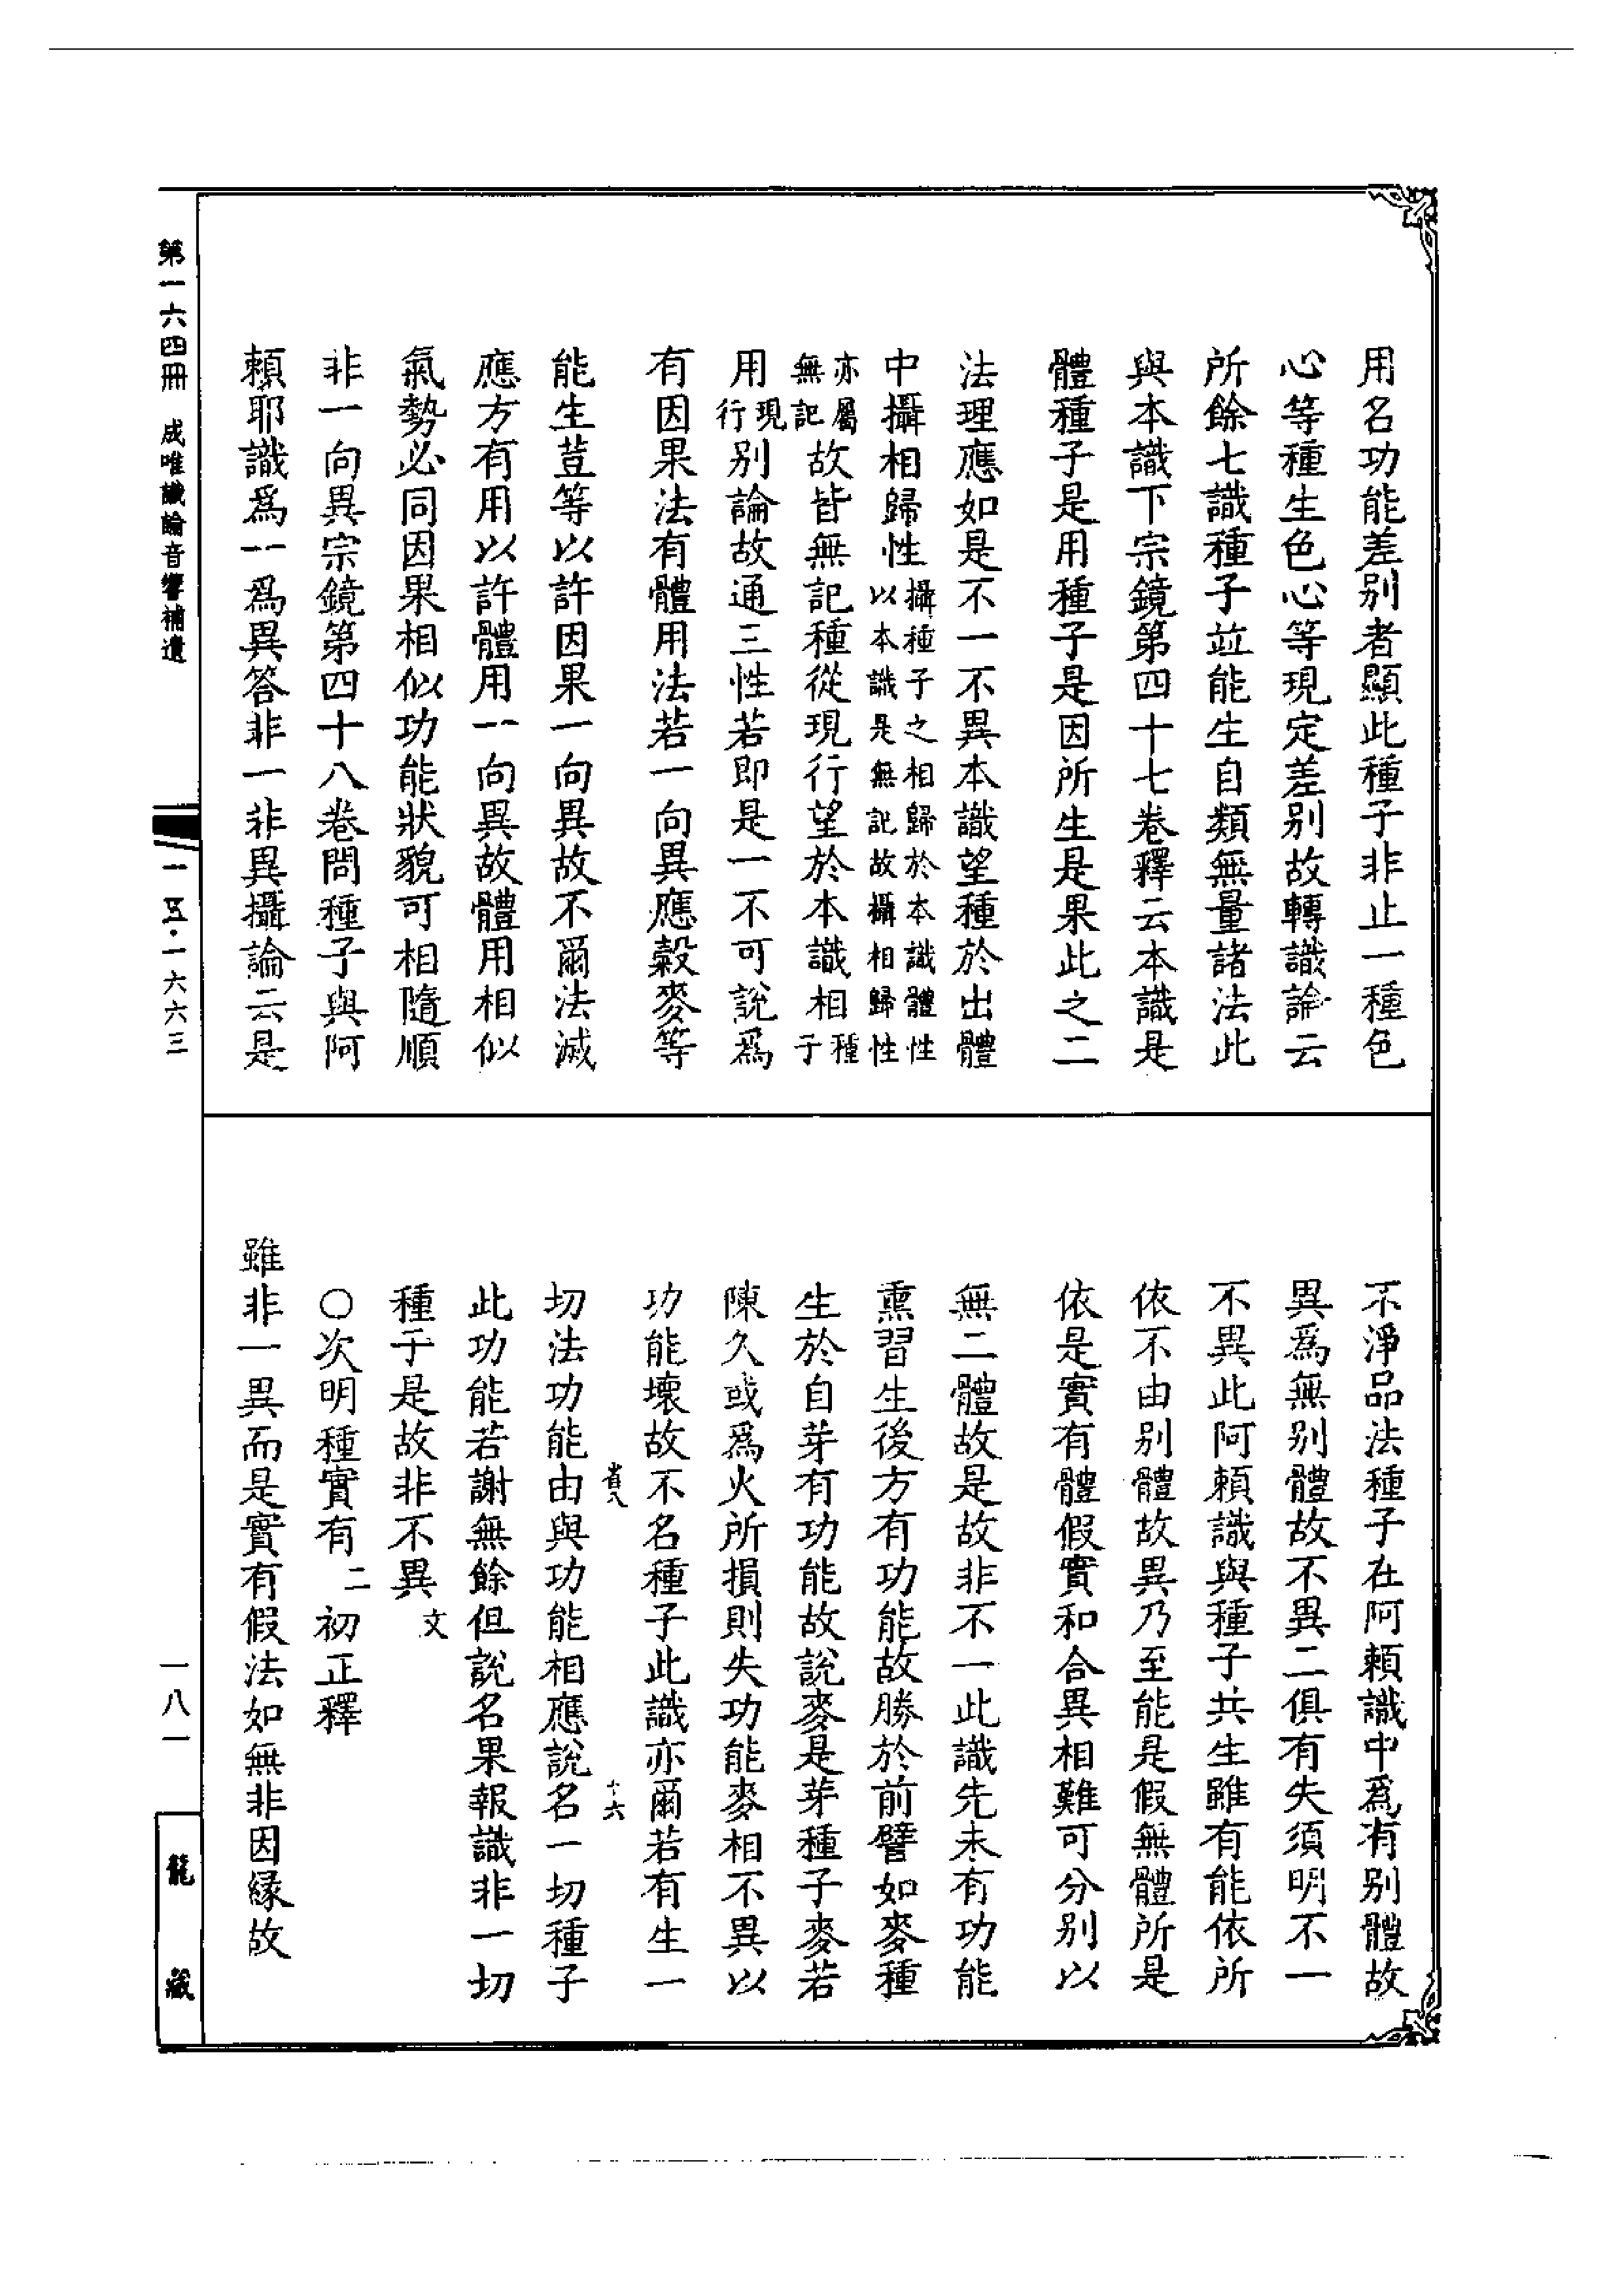 用名功能差別者顯此種子非止一種色
心等種生色心等現定差別故轉識論云
所餘七識種子並能生自類無量諸法此
與本識下宗鏡第四十七卷釋云本識是
體種子是用種子是因所生是果此之二
法理應如是不一不異本識望種於出體
中攝相歸性攝種子之相歸於本識體性以本識是無記故攝相歸性
亦屬無記故皆無記種從現行望於本識相種子
用現行別論故通三性若即是一不可說爲
有因果法有體用法若一向異應穀麥等
能生荳等以許因果一向異故不爾法滅
應方有用以許體用一向異故體用相似
氣勢必同因果相似功能狀貌可相隨順
非一向異宗鏡第四十八卷問種子與阿
賴耶識爲一爲異答非一非異攝論云是
不淨品法種子在阿賴識中爲有別體故
異爲無別體故不異二俱有失須明不一
不異此阿賴識與種子共生雖有能依所
依不由別體故異乃至能是假無體所是
依是實有體假實和合異相難可分別以
無二體故是故非不一此識先未有功能
熏習生後方有功能故勝於前譬如麥種
生於自芽有功能故說麥是芽種子麥若
陳久或爲火所損則失功能麥相不異以
功能壞故不名種子此識亦爾若有生一
切法功能由與功能相應說名一切種子
此功能若謝無餘但說名果報識非一切
種子是故非不異文
○次明種實有二初正釋
雖非一異而是實有假法如無非因緣故
第一六四冊 成唯識論音響補遺
一五·一六六三
一八一
龍藏